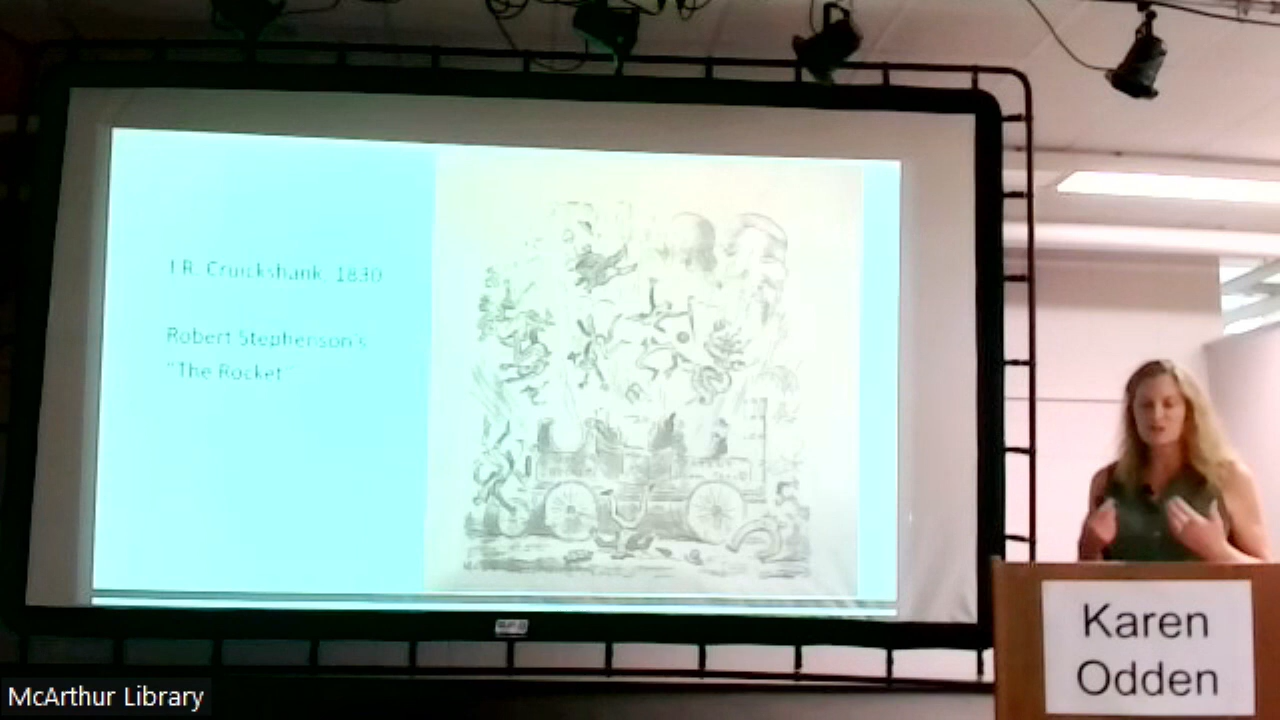 I.R. Cruickshank, 1830
Robert Stephenson's
"The Rocket"
Karen
Odden
McArthur Library